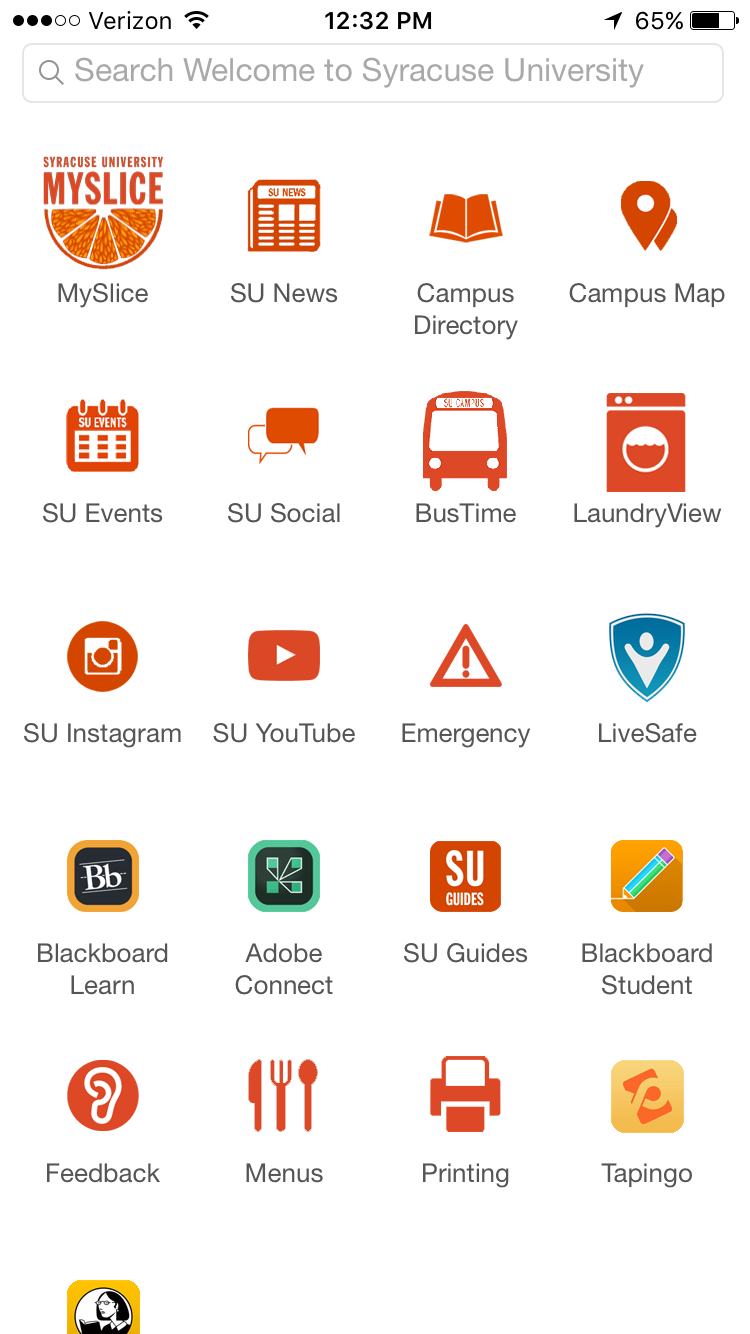 Verizon 12:32 PM 65%
Search Welcome to Syracuse University
SYRACUSE UNIVERSITY
MYSLICE
SU NEWS
MySlice
SU News
Campus
Directory
Campus Map
SU EVENTS
SU CAMPUS
SU Events
SU Social
BusTime
LaundryView
SU Instagram
SU YouTube
Emergency
LiveSafe
Bb
SU
GUIDES
Blackboard
Learn
Adobe
Connect
SU Guides
Blackboard
Student
Feedback
Menus
Printing
Tapingo